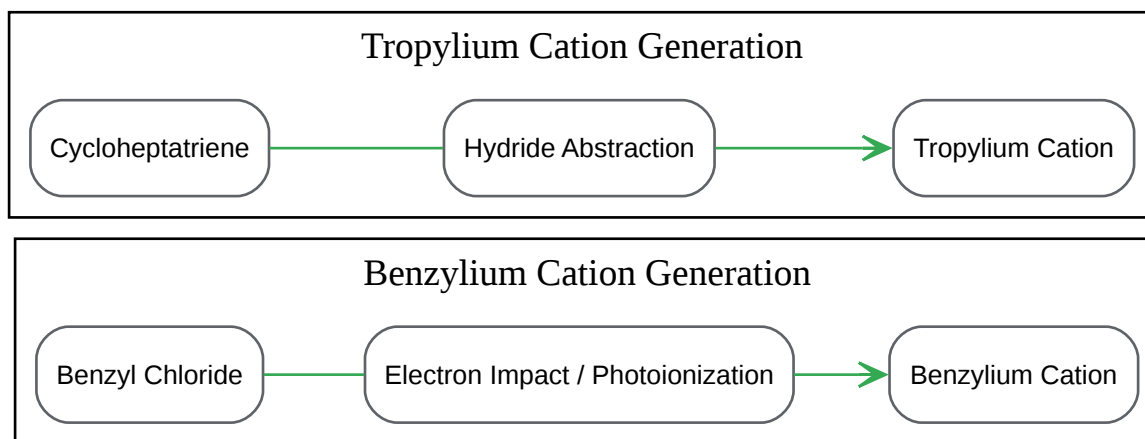 Tropylium Cation Generation
Cycloheptatriene
Hydride Abstraction
Tropylium Cation
Benzylium Cation Generation
Benzyl Chloride
Electron Impact / Photoionization
Benzylium Cation